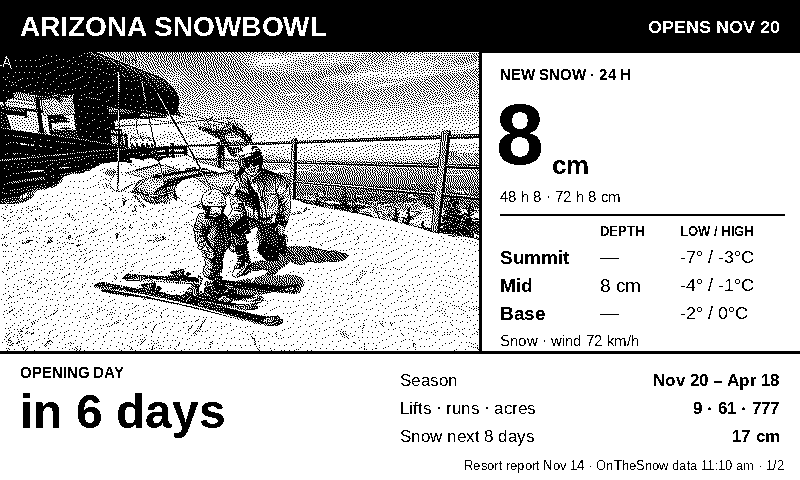 ARIZONA SNOWBOWL
OPENS NOV 20
A
NEW SNOW · 24 H
8 cm
48 h 8 · 72 h 8 cm
DEPTH LOW / HIGH
Summit — -7° / -3°C
Mid 8 cm -4° / -1°C
Base — -2° / 0°C
Snow · wind 72 km/h
OPENING DAY
in 6 days
Season Nov 20 – Apr 18
Lifts · runs · acres 9 · 61 · 777
Snow next 8 days 17 cm
Resort report Nov 14 · OnTheSnow data 11:10 am · 1/2